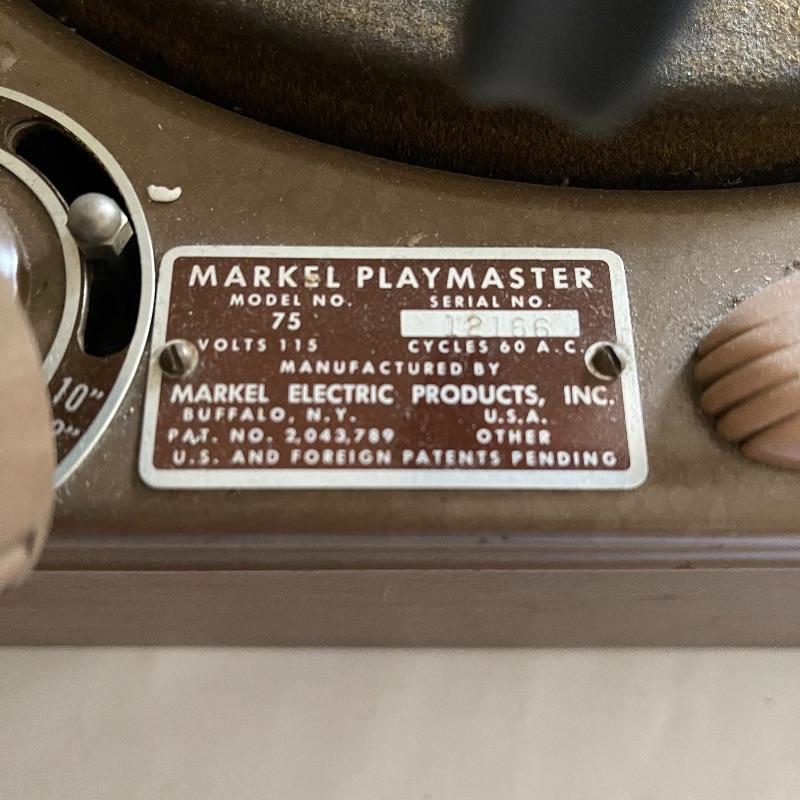 MARKEL PLAYMASTER
MODEL NO. SERIAL NO.
75 12166
VOLTS 115 CYCLES 60 A.C.
MANUFACTURED BY
MARKEL ELECTRIC PRODUCTS, INC.
BUFFALO, N.Y. U.S.A.
PAT. NO. 2,043,789 OTHER
U.S. AND FOREIGN PATENTS PENDING
10"